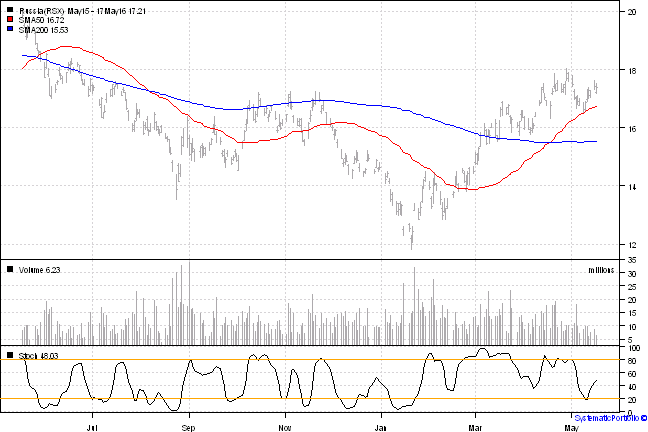 Russia(RSX) May15 - 17May16 17.21
SMA50 16.72
SMA200 15.53
20
18
16
14
12
Volume 6.23
millions
35
30
25
20
15
10
5
Stoch 48.03
100
80
60
40
20
0
Jul
Sep
Nov
Jan
Mar
May
SystematicPortfolio ©